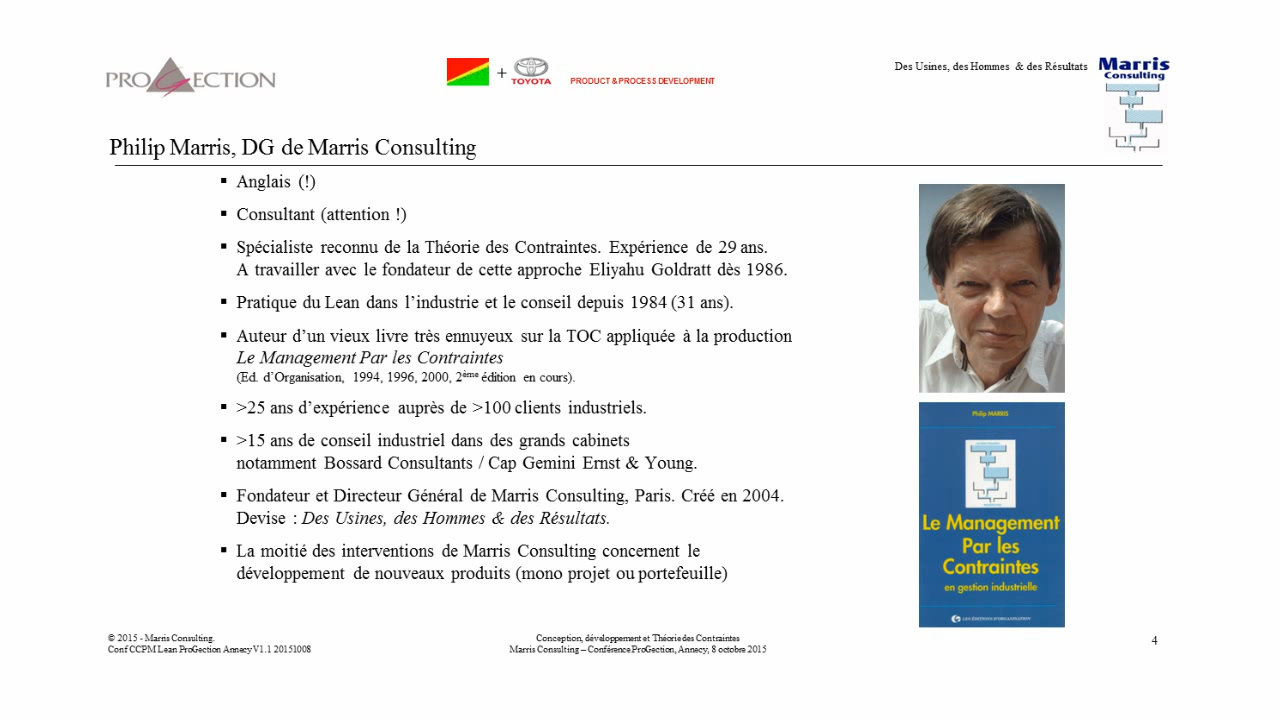 PROGECTION
+
TOYOTA
PRODUCT & PROCESS DEVELOPMENT
Des Usines, des Hommes & des Résultats
Marris
Consulting
Philip Marris, DG de Marris Consulting
▪ Anglais (!)
▪ Consultant (attention !)
▪ Spécialiste reconnu de la Théorie des Contraintes. Expérience de 29 ans.
A travailler avec le fondateur de cette approche Eliyahu Goldratt dès 1986.
▪ Pratique du Lean dans l'industrie et le conseil depuis 1984 (31 ans).
▪ Auteur d'un vieux livre très ennuyeux sur la TOC appliquée à la production
Le Management Par les Contraintes
(Ed. d'Organisation, 1994, 1996, 2000, 2ème édition en cours).
▪ >25 ans d'expérience auprès de >100 clients industriels.
▪ >15 ans de conseil industriel dans des grands cabinets
notamment Bossard Consultants / Cap Gemini Ernst & Young.
▪ Fondateur et Directeur Général de Marris Consulting, Paris. Créé en 2004.
Devise : Des Usines, des Hommes & des Résultats.
▪ La moitié des interventions de Marris Consulting concernent le
développement de nouveaux produits (mono projet ou portefeuille)
Philip MARRIS
Le Management
Par les
Contraintes
en gestion industrielle
LES ÉDITIONS D'ORGANISATION
© 2015 - Marris Consulting.
Conf CCPM Lean ProGection Annecy V1.1 20151008
Conception, développement et Théorie des Contraintes
Marris Consulting – Conférence ProGection, Annecy, 8 octobre 2015
4